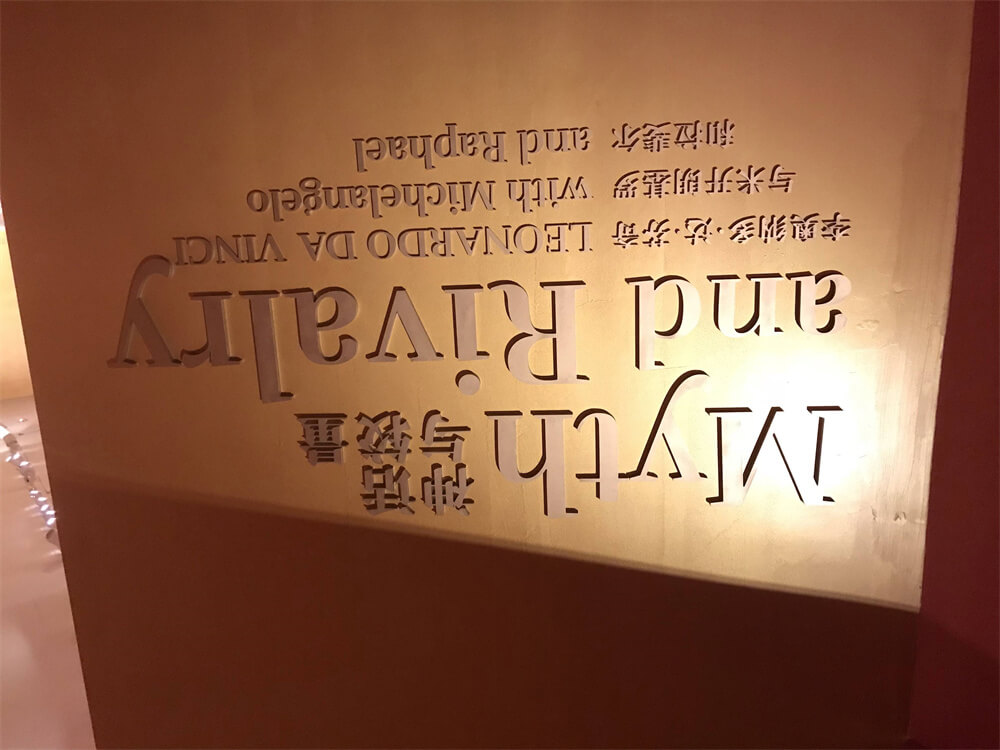 Myth 神话
与较量
and Rivalry
李奥纳多·达·芬奇 LEONARDO DA VINCI
与米开朗基罗 with Michelangelo
和拉斐尔 and Raphael